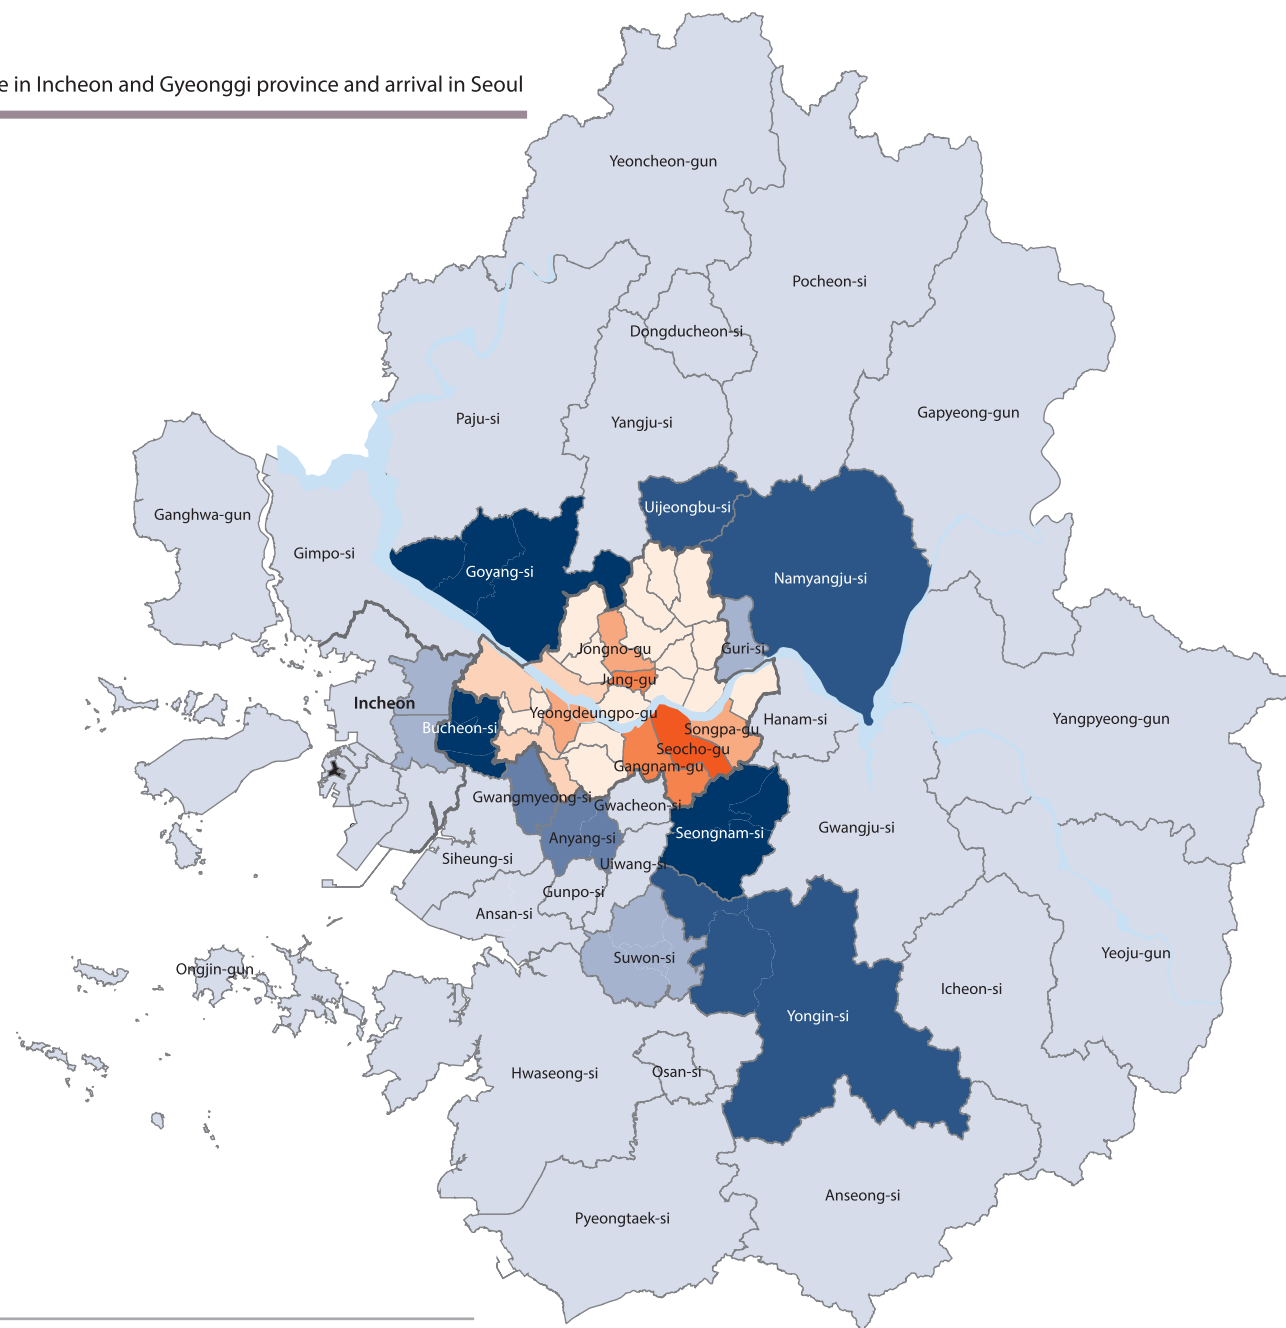 e in Incheon and Gyeonggi province and arrival in Seoul
Yeoncheon-gun
Pocheon-si
Dongducheon-si
Gapyeong-gun
Paju-si
Yangju-si
Uijeongbu-si
Ganghwa-gun
Gimpo-si
Goyang-si
Namyangju-si
Jongno-gu
Guri-si
Jung-gu
Incheon
Yeongdeungpo-gu
Hanam-si
Yangpyeong-gun
Bucheon-si
Songpa-gu
Seocho-gu
Gangnam-gu
Gwangmyeong-si
Gwacheon-si
Gwangju-si
Seongnam-si
Anyang-si
Siheung-si
Uiwang-si
Gunpo-si
Ansan-si
Yeoju-gun
Suwon-si
Ongjin-gun
Icheon-si
Yongin-si
Hwaseong-si
Osan-si
Anseong-si
Pyeongtaek-si